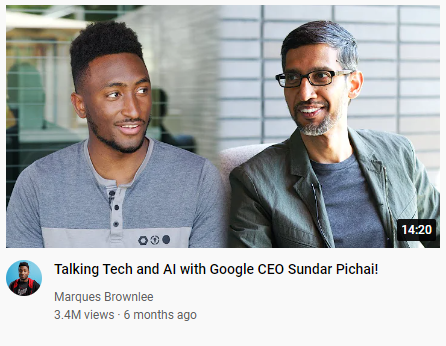 14:20
Talking Tech and AI with Google CEO Sundar Pichai!
Marques Brownlee
3.4M views · 6 months ago